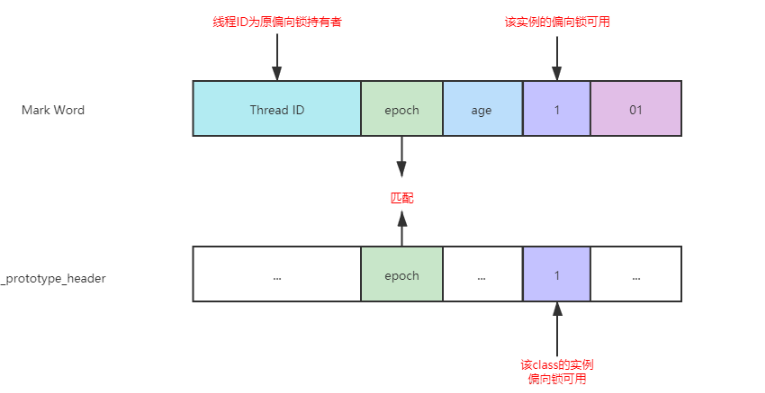 线程ID为原偏向锁持有者
该实例的偏向锁可用
Mark Word
Thread ID
epoch
age
1
01
匹配
_prototype_header
...
epoch
...
1
...
该class的实例
偏向锁可用